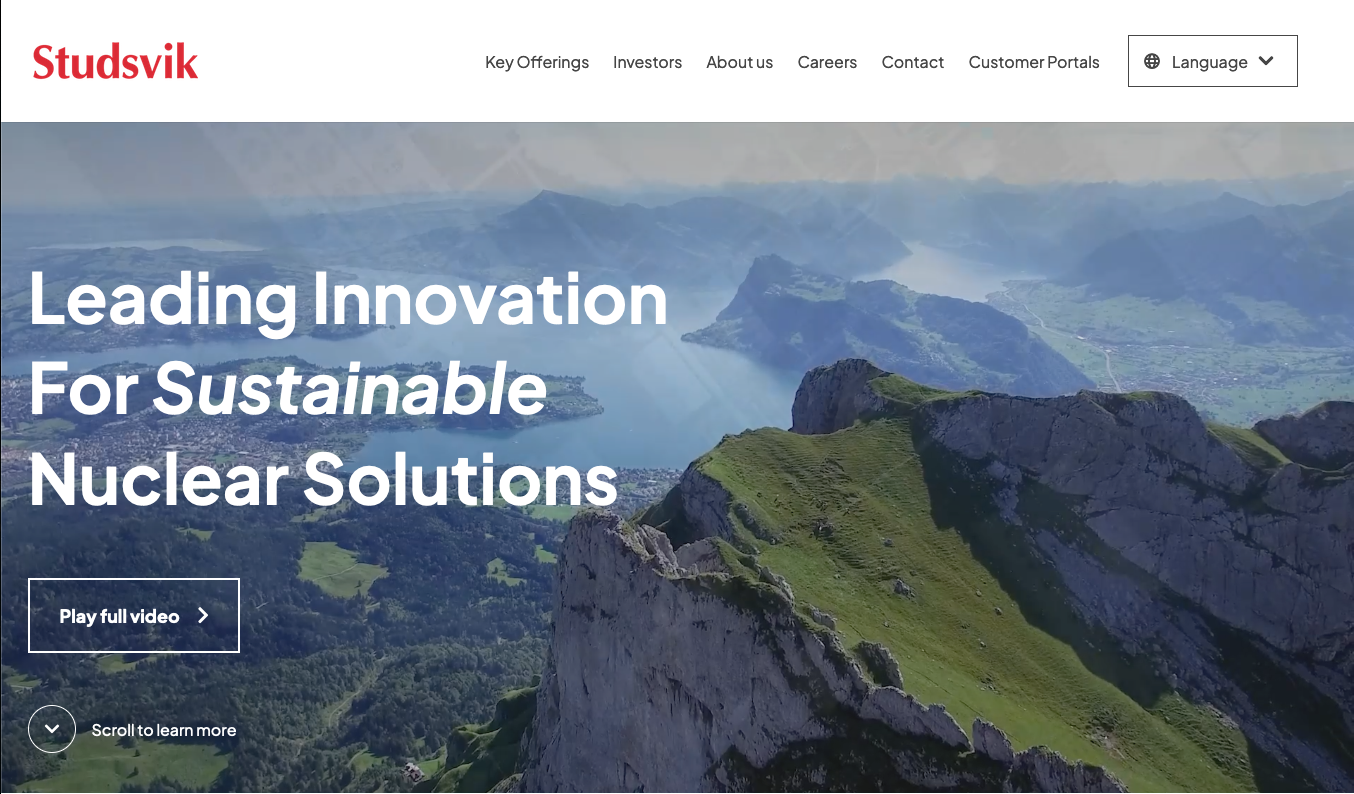 Studsvik
Key Offerings
Investors
About us
Careers
Contact
Customer Portals
Language
Leading Innovation
For Sustainable
Nuclear Solutions
Play full video
Scroll to learn more